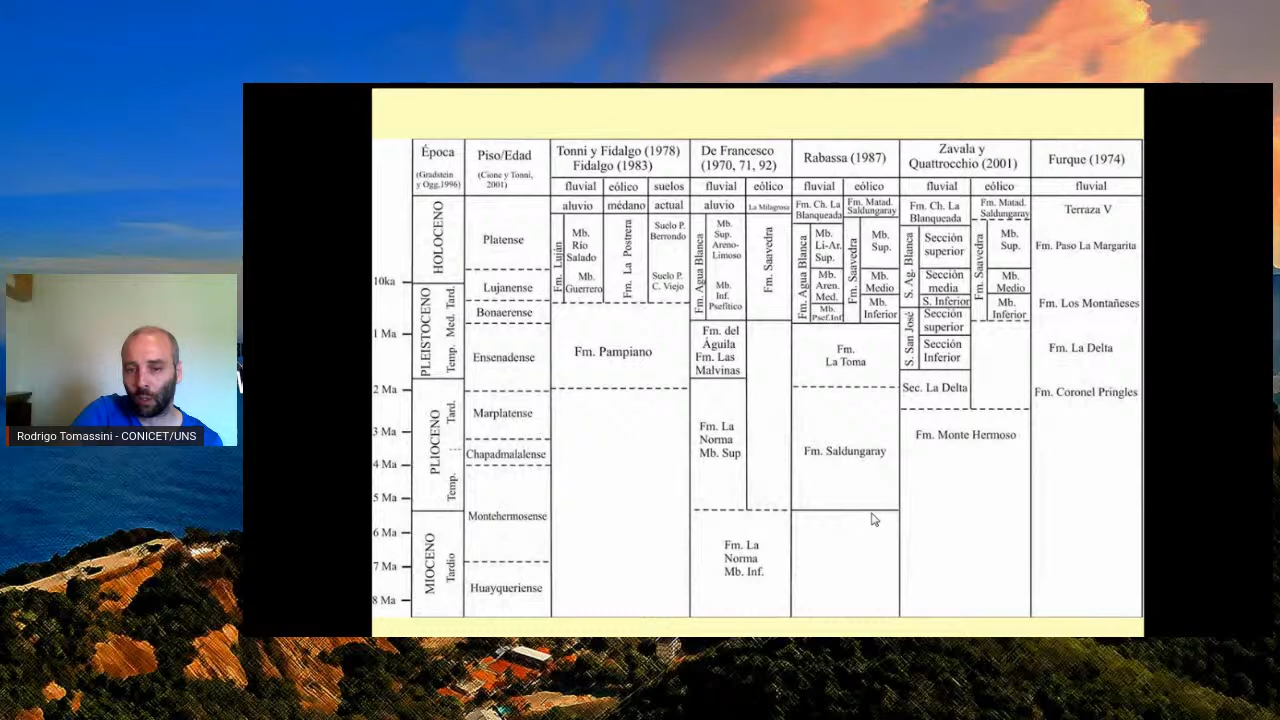 Época
(Gradstein
y Ogg,1996)
Piso/Edad
(Cione y Tonni,
2001)
Tonni y Fidalgo (1978)
Fidalgo (1983)
De Francesco
(1970, 71, 92)
Rabassa (1987)
Zavala y
Quattrocchio (2001)
Furque (1974)
fluvial
eólico
suelos
fluvial
eólico
fluvial
eólico
fluvial
eólico
fluvial
HOLOCENO
10ka
PLEISTOCENO
Tard.
Med.
Temp.
1 Ma
2 Ma
PLIOCENO
Tard.
Temp.
3 Ma
4 Ma
5 Ma
MIOCENO
Tardio
6 Ma
7 Ma
8 Ma
Platense
Lujanense
Bonaerense
Ensenadense
Marplatense
Chapadmalalense
Montehermosense
Huayqueriense
aluvio
médano
actual
Fm. Luján
Mb.
Río
Salado
Mb.
Guerrero
Fm. La Postrera
Suelo P.
Berrondo
Suelo P.
C. Viejo
Fm. Pampiano
aluvio
La Milagrosa
Fm. Agua Blanca
Mb.
Sup.
Areno-
Limoso
Mb.
Inf.
Psefítico
Fm. Saavedra
Fm. del
Águila
Fm. Las
Malvinas
Fm. La
Norma
Mb. Sup
Fm. La
Norma
Mb. Inf.
Fm. Ch. La
Blanqueada
Fm. Matad.
Saldungaray
Fm. Agua Blanca
Mb.
Li-Ar.
Sup.
Mb.
Aren.
Med.
Mb.
Psef.Inf
Fm. Saavedra
Mb.
Sup.
Mb.
Medio
Mb.
Inferior
Fm.
La Toma
Fm. Saldungaray
Fm. Ch. La
Blanqueada
Fm. Matad.
Saldungaray
S. Ag. Blanca
Sección
superior
Sección
media
S. Inferior
S. San José
Sección
superior
Sección
Inferior
Fm. Saavedra
Mb.
Sup.
Mb.
Medio
Mb.
Inferior
Sec. La Delta
Fm. Monte Hermoso
Terraza V
Fm. Paso La Margarita
Fm. Los Montañeses
Fm. La Delta
Fm. Coronel Pringles
Rodrigo Tomassini - CONICET/UNS